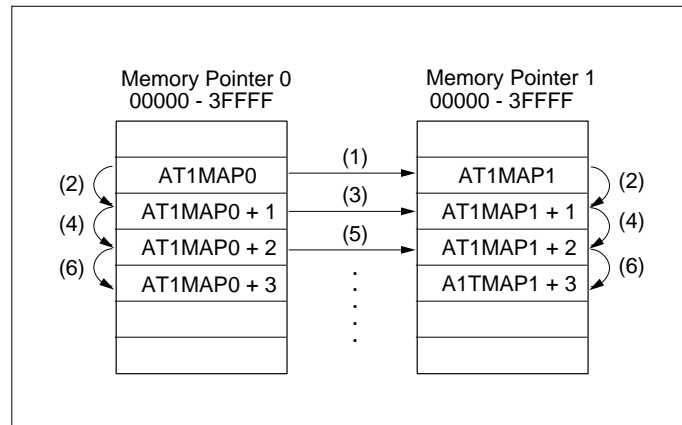 Memory Pointer 0
00000 - 3FFFF
Memory Pointer 1
00000 - 3FFFF
(1)
AT1MAP0
AT1MAP1
(2)
(2)
(3)
AT1MAP0 + 1
AT1MAP1 + 1
(4)
(4)
(5)
AT1MAP0 + 2
AT1MAP1 + 2
(6)
(6)
AT1MAP0 + 3
A1TMAP1 + 3